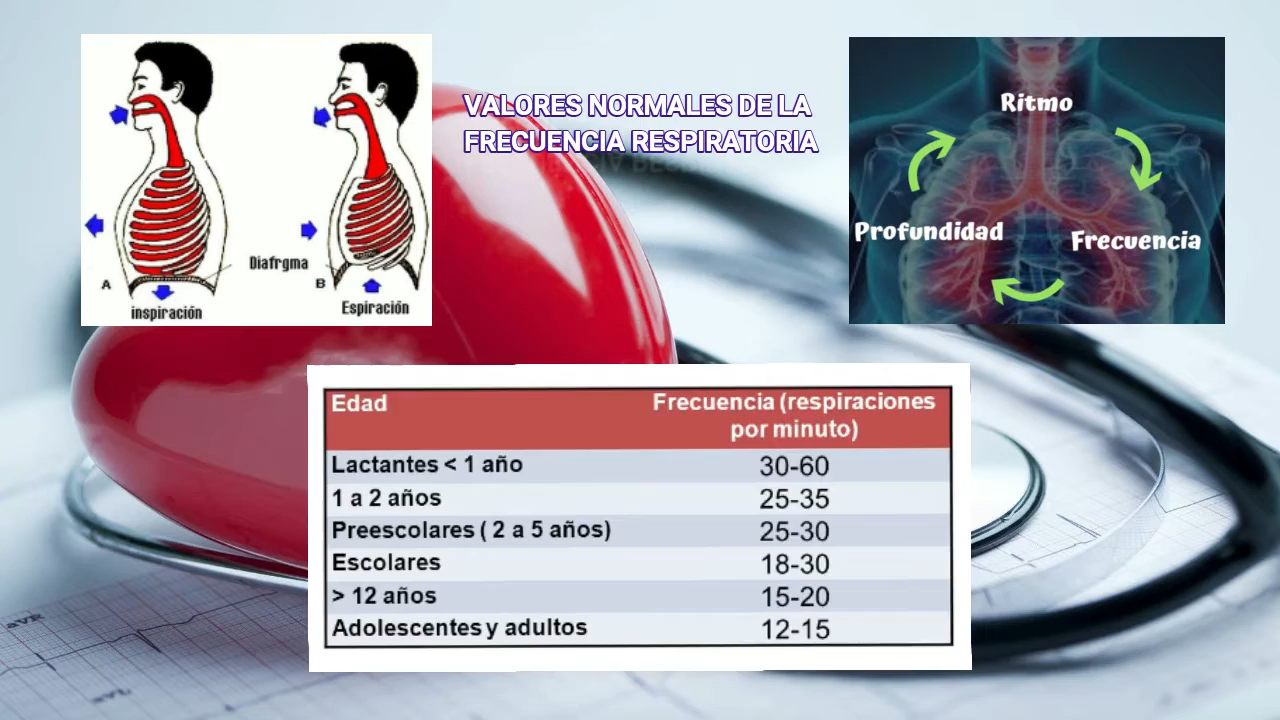 VALORES NORMALES DE LA
FRECUENCIA RESPIRATORIA
Diafrgma
A
B
inspiración
Espiración
Ritmo
Profundidad
Frecuencia
Edad
Frecuencia (respiraciones
por minuto)
Lactantes < 1 año 30-60
1 a 2 años 25-35
Preescolares ( 2 a 5 años) 25-30
Escolares 18-30
> 12 años 15-20
Adolescentes y adultos 12-15
aVR